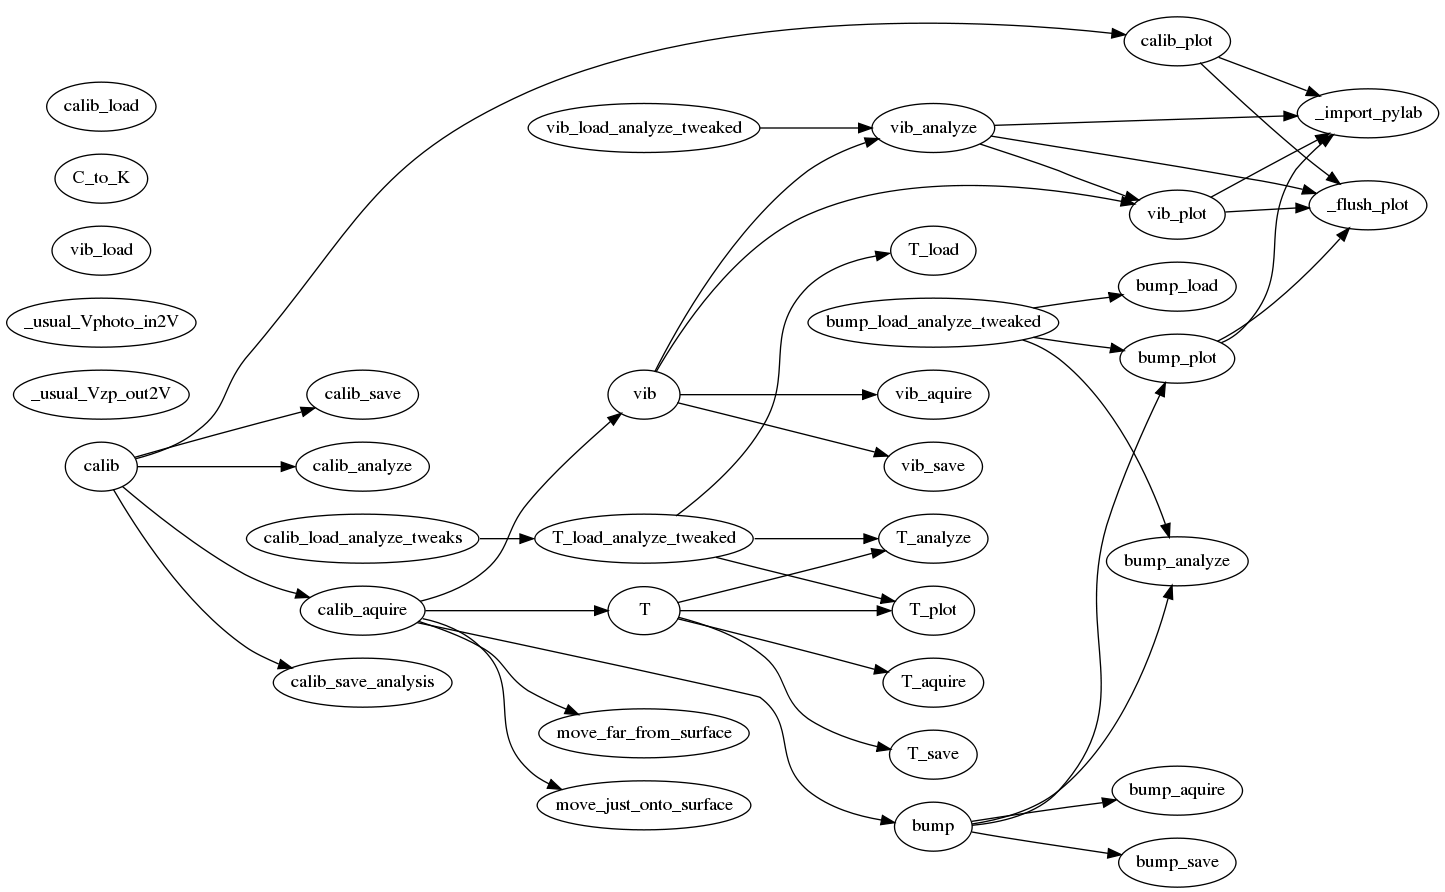 calib_plot
calib_load
_import_pylab
vib_load_analyze_tweaked
vib_analyze
C_to_K
_flush_plot
vib_plot
vib_load
T_load
bump_load
_usual_Vphoto_in2V
bump_load_analyze_tweaked
bump_plot
_usual_Vzp_out2V
calib_save
vib
vib_aquire
calib
calib_analyze
vib_save
calib_load_analyze_tweaks
T_load_analyze_tweaked
T_analyze
bump_analyze
calib_aquire
T
T_plot
calib_save_analysis
T_aquire
move_far_from_surface
T_save
bump_aquire
move_just_onto_surface
bump
bump_save